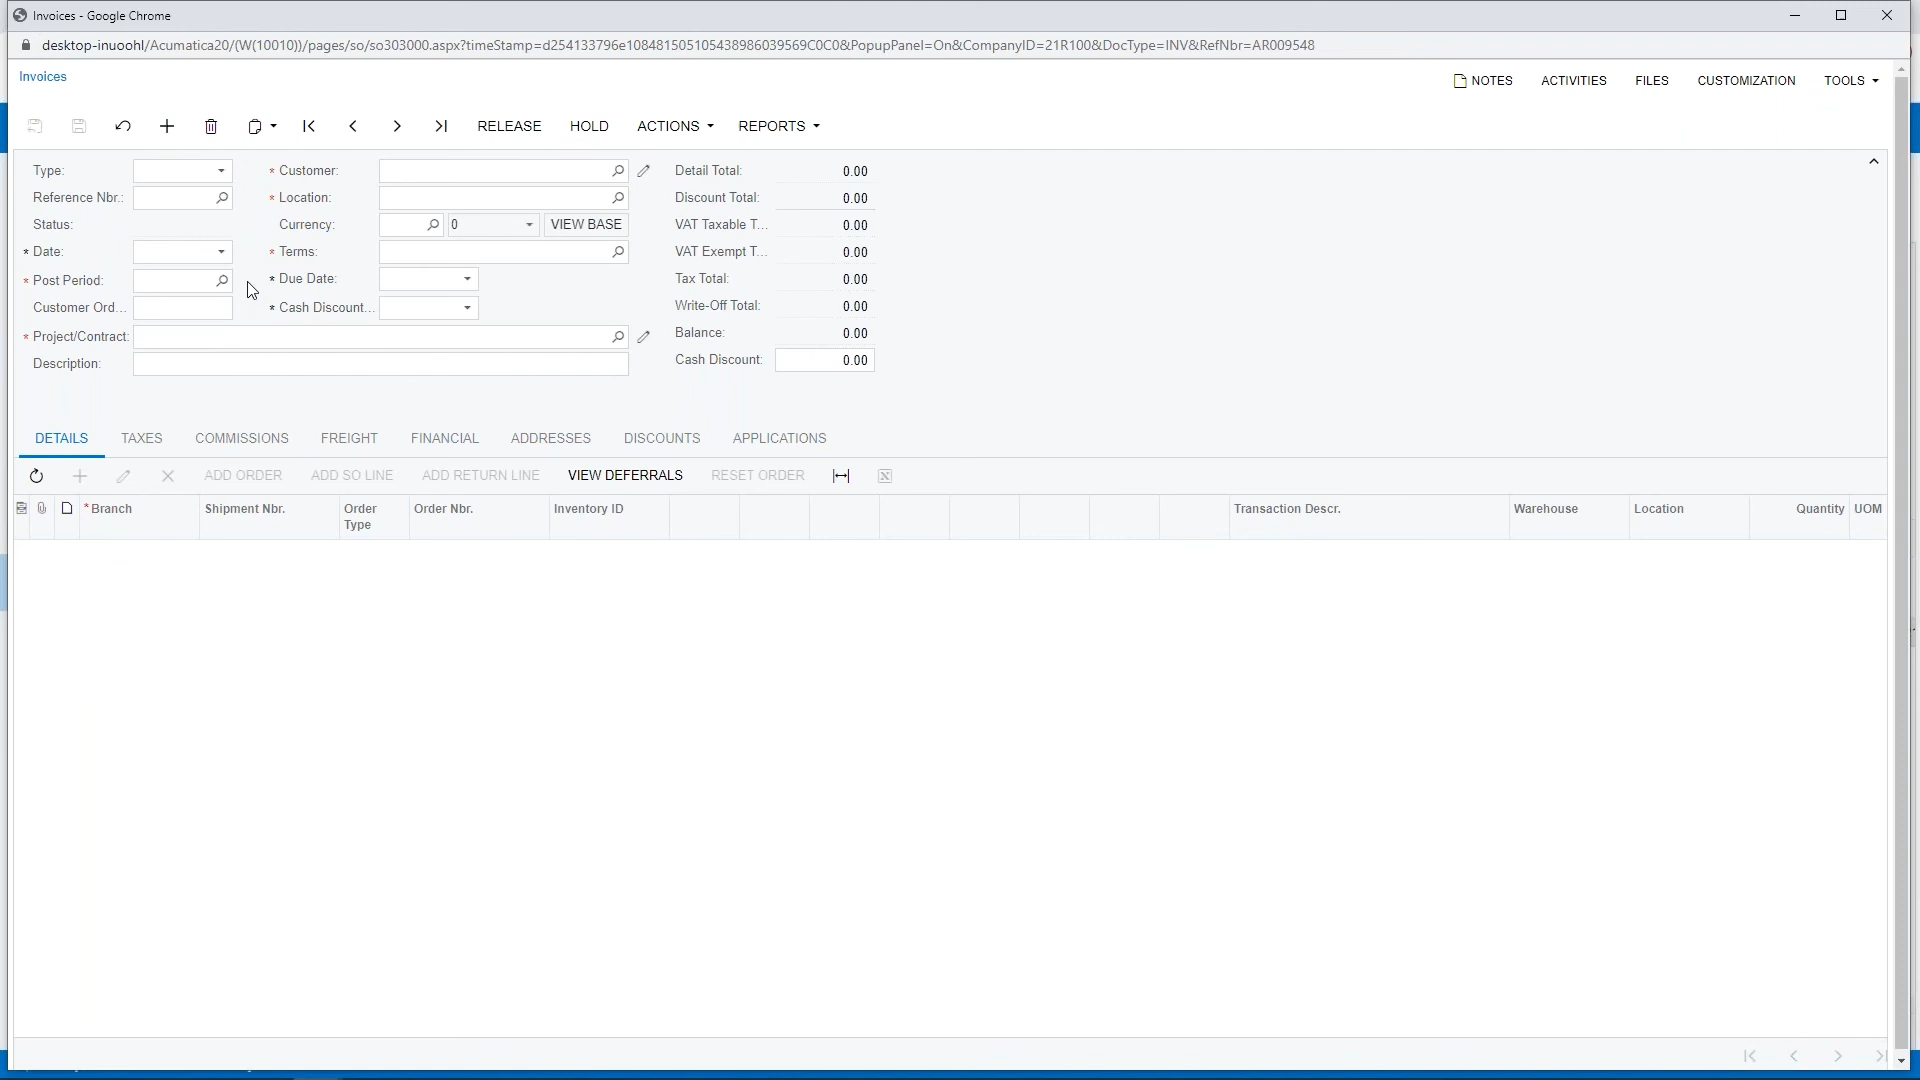 Invoices - Google Chrome
desktop-inuoohl/Acumatica20/(W(10010))/pages/so/so303000.aspx?timeStamp=d254133796e108481505105438986039569C0C0&PopupPanel=On&CompanyID=21R100&DocType=INV&RefNbr=AR009548
Invoices
NOTES ACTIVITIES FILES CUSTOMIZATION TOOLS
RELEASE HOLD ACTIONS REPORTS
Type: * Customer: Detail Total: 0.00
Reference Nbr.: * Location: Discount Total: 0.00
Status: Currency: 0 VIEW BASE VAT Taxable T... 0.00
* Date: * Terms: VAT Exempt T... 0.00
* Post Period: * Due Date: Tax Total: 0.00
Customer Ord... * Cash Discount... Write-Off Total: 0.00
* Project/Contract: Balance: 0.00
Description: Cash Discount: 0.00
DETAILS TAXES COMMISSIONS FREIGHT FINANCIAL ADDRESSES DISCOUNTS APPLICATIONS
ADD ORDER ADD SO LINE ADD RETURN LINE VIEW DEFERRALS RESET ORDER
* Branch Shipment Nbr. Order Type Order Nbr. Inventory ID Transaction Descr. Warehouse Location Quantity UOM